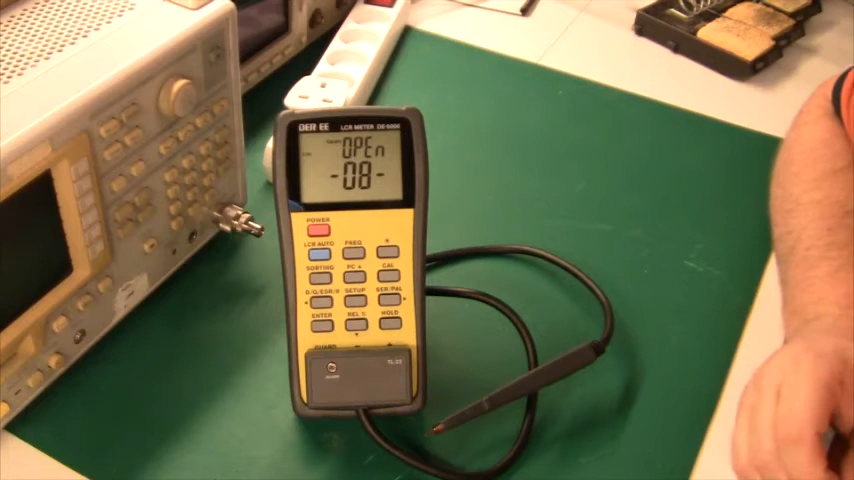 DER EE LCR METER DE-5000
OPEn
-08-
POWER
LCR AUTO FREQ
SORTING PC▲ CAL
SETUP SER/PAL
ENTER REL % HOLD
GUARD - +
TL-22